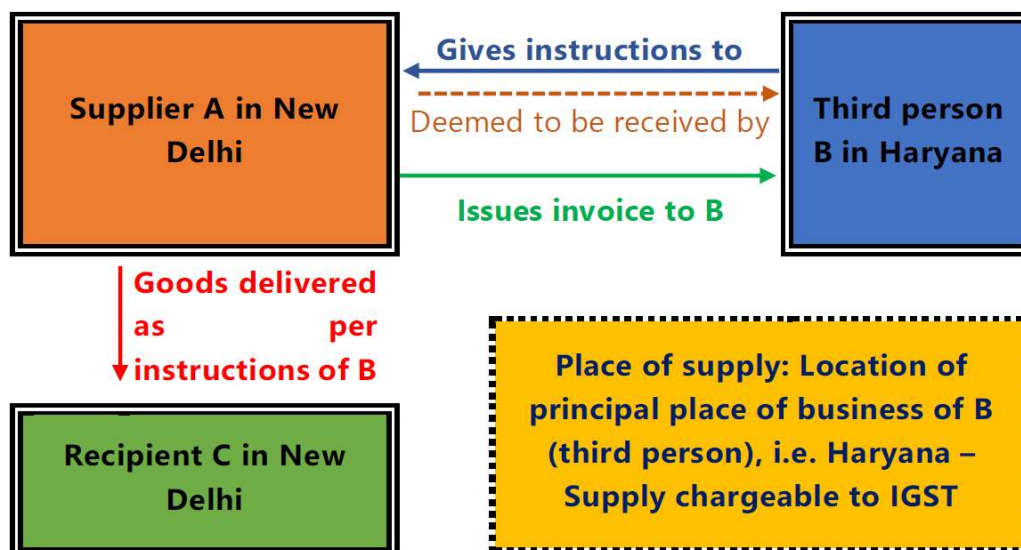 Supplier A in New
Delhi
Gives instructions to
Deemed to be received by
Issues invoice to B
Third person
B in Haryana
Goods delivered
as per
instructions of B
Recipient C in New
Delhi
Place of supply: Location of
principal place of business of B
(third person), i.e. Haryana –
Supply chargeable to IGST